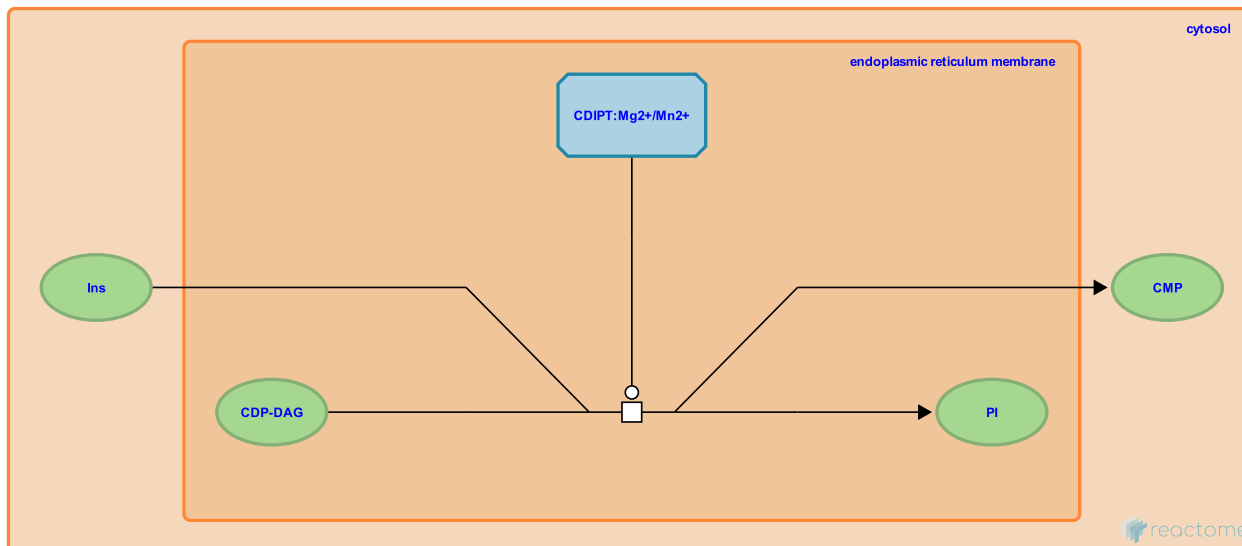 cytosol
endoplasmic reticulum membrane
CDIPT:Mg2+/Mn2+
Ins
CMP
CDP-DAG
PI
reactome